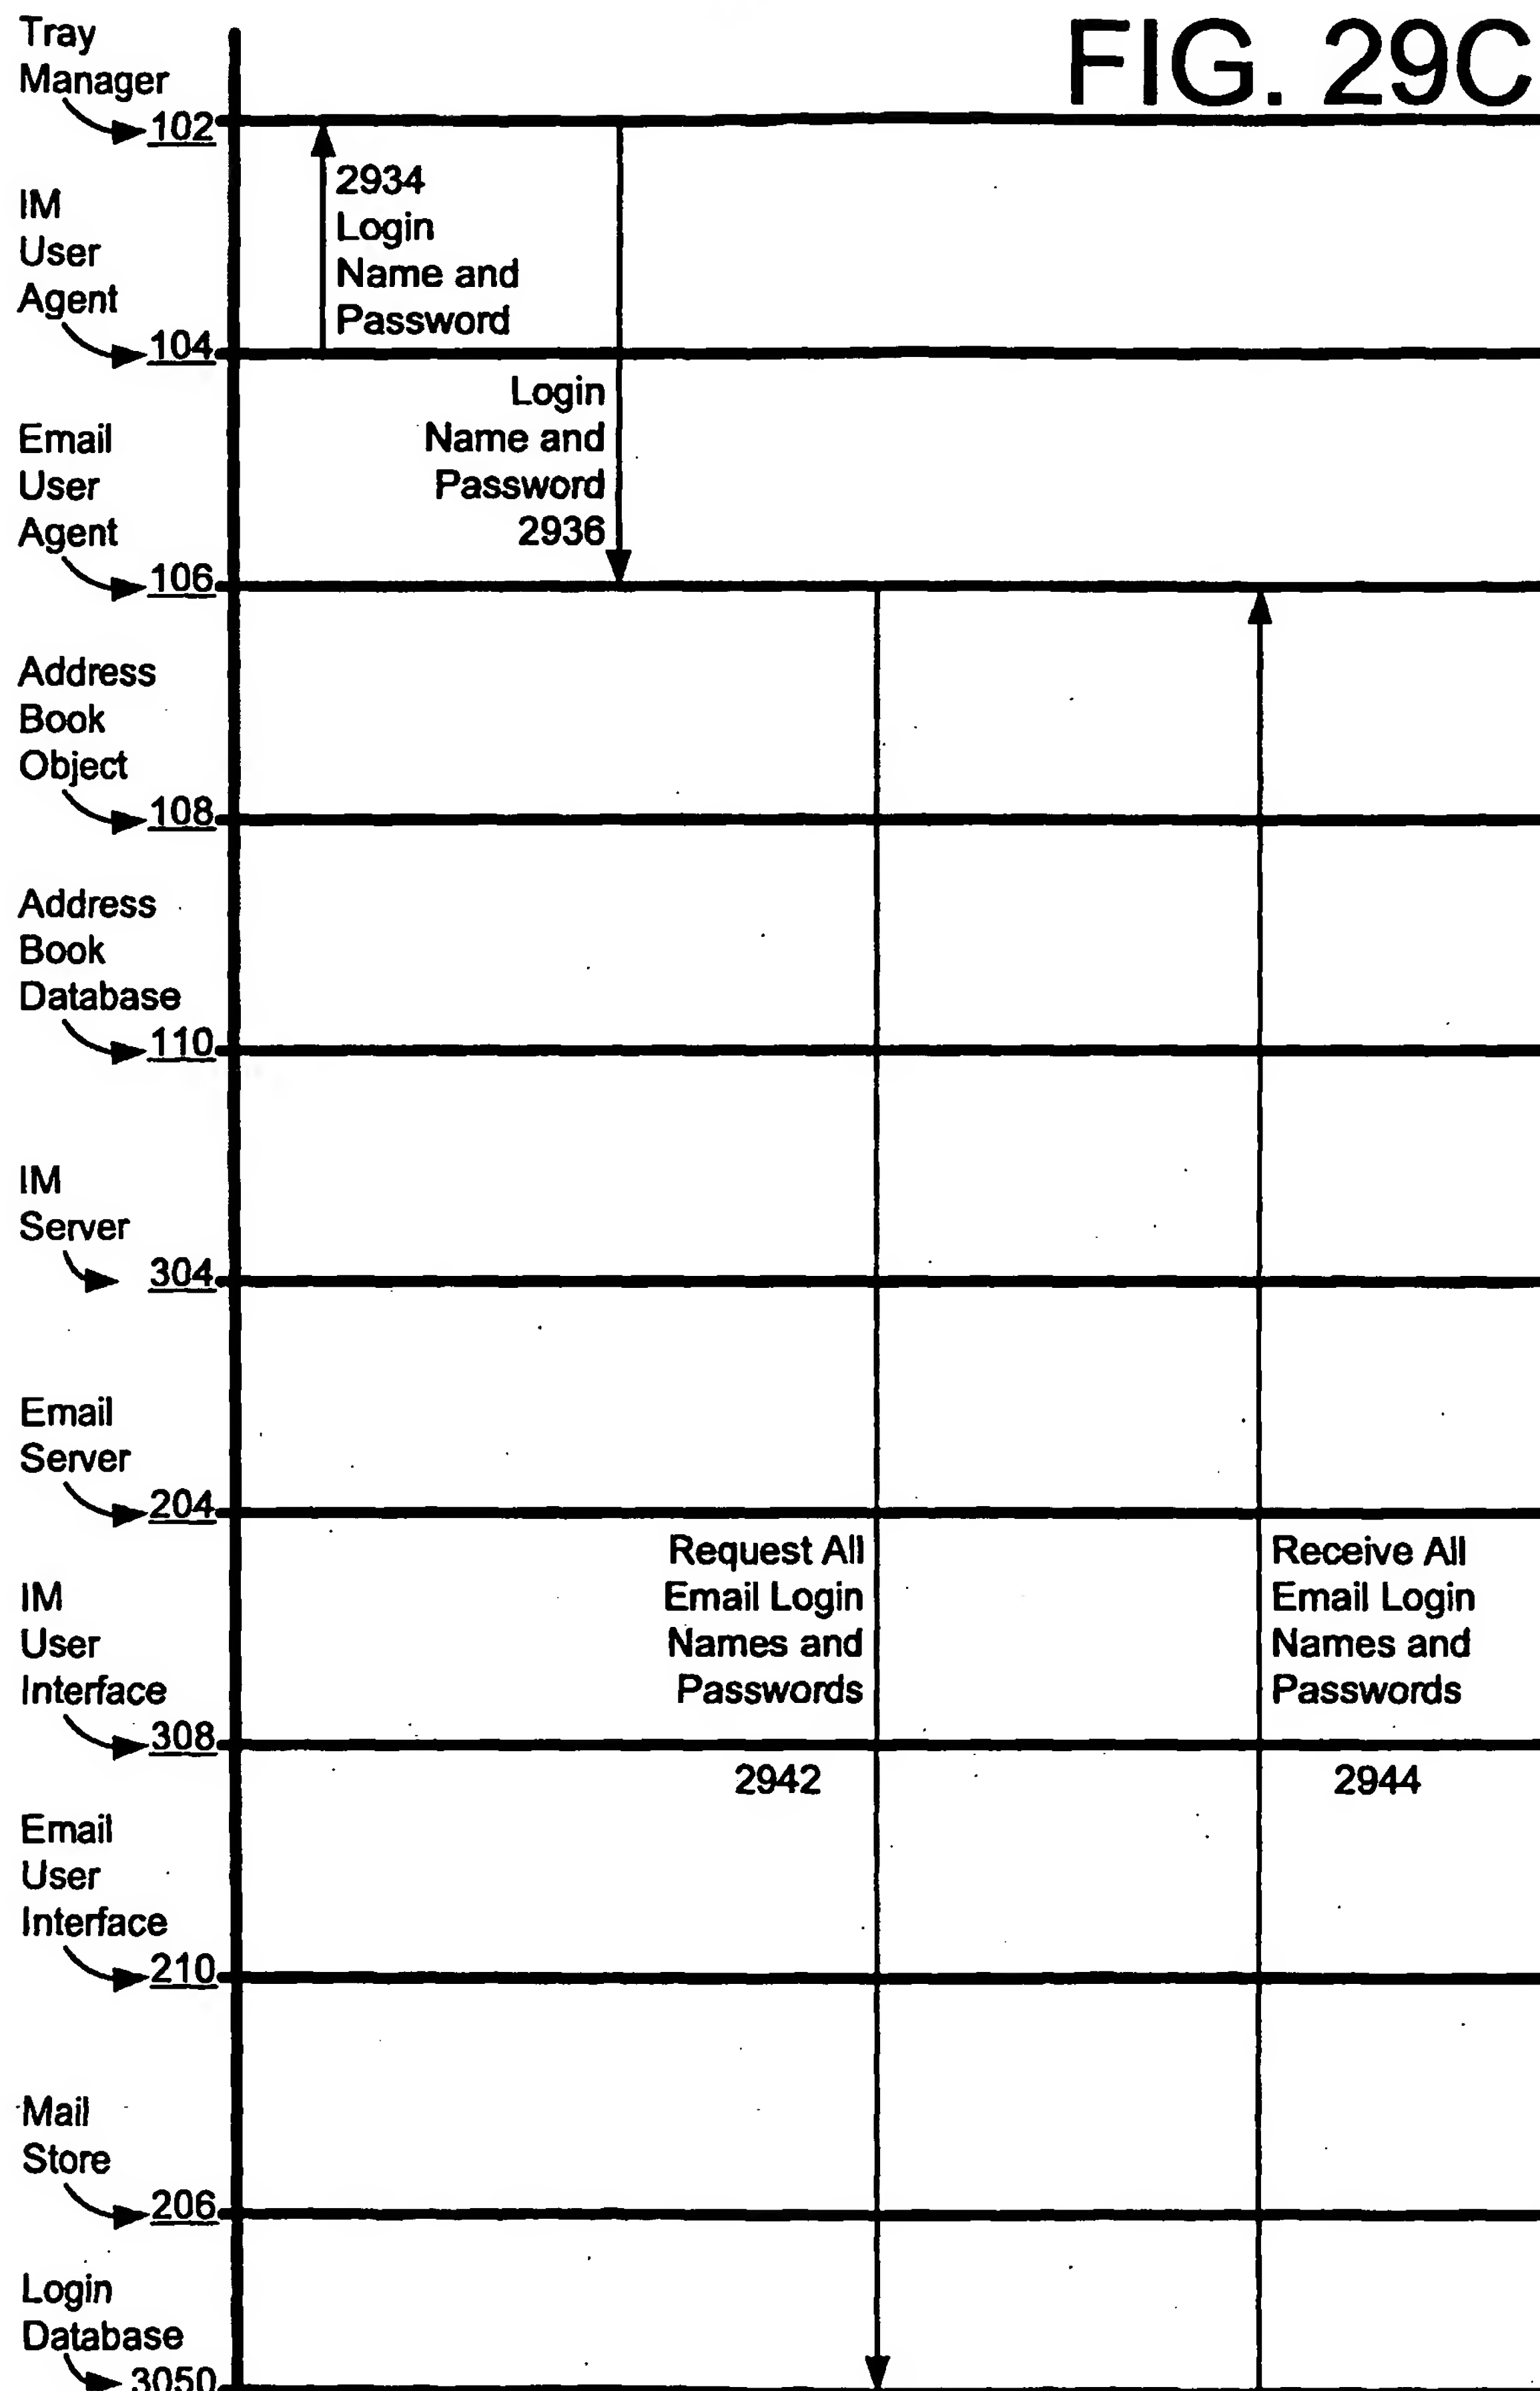 FIG. 29C
Tray
Manager
102
2934
Login
Name and
Password
IM
User
Agent
104
Login
Name and
Password
2936
Email
User
Agent
106
Address
Book
Object
108
Address
Book
Database
110
IM
Server
304
Email
Server
204
Request All
Email Login
Names and
Passwords
Receive All
Email Login
Names and
Passwords
IM
User
Interface
308
2942
2944
Email
User
Interface
210
Mail
Store
206
Login
Database
3050